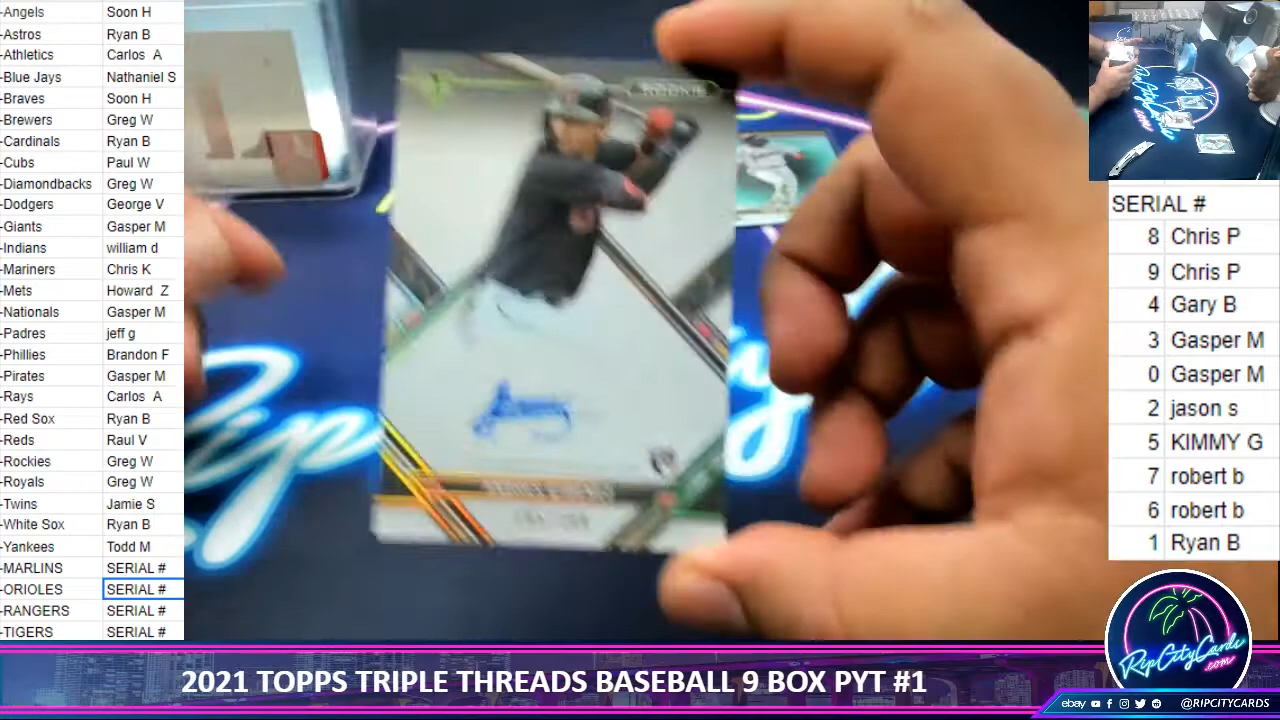 -Angels Soon H
-Astros Ryan B
-Athletics Carlos A
-Blue Jays Nathaniel S
-Braves Soon H
-Brewers Greg W
-Cardinals Ryan B
-Cubs Paul W
-Diamondbacks Greg W
-Dodgers George V
-Giants Gasper M
-Indians william d
-Mariners Chris K
-Mets Howard Z
-Nationals Gasper M
-Padres jeff g
-Phillies Brandon F
-Pirates Gasper M
-Rays Carlos A
-Red Sox Ryan B
-Reds Raul V
-Rockies Greg W
-Royals Greg W
-Twins Jamie S
-White Sox Ryan B
-Yankees Todd M
-MARLINS SERIAL #
-ORIOLES SERIAL #
-RANGERS SERIAL #
-TIGERS SERIAL #
ROOKIE
SERIAL #
8 Chris P
9 Chris P
4 Gary B
3 Gasper M
0 Gasper M
2 jason s
5 KIMMY G
7 robert b
6 robert b
1 Ryan B
RipCityCards
.com
2021 TOPPS TRIPLE THREADS BASEBALL 9 BOX PYT #1
ebay @RIPCITYCARDS